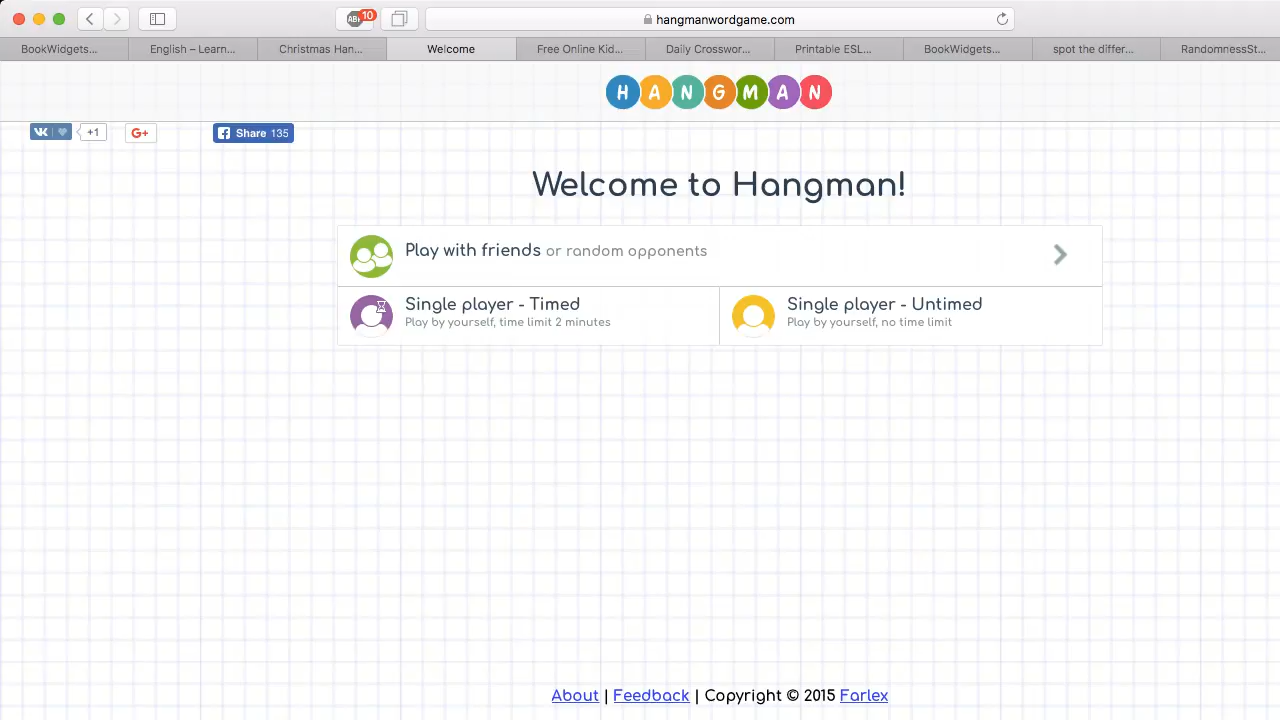 ABP 10
hangmanwordgame.com
BookWidgets... English – Learn... Christmas Han... Welcome Free Online Kid... Daily Crosswor... Printable ESL... BookWidgets... spot the differ... RandomnessSt...
HANGMAN
+1 G+ Share 135
Welcome to Hangman!
Play with friends or random opponents
Single player - Timed
Play by yourself, time limit 2 minutes
Single player - Untimed
Play by yourself, no time limit
About | Feedback | Copyright © 2015 Farlex